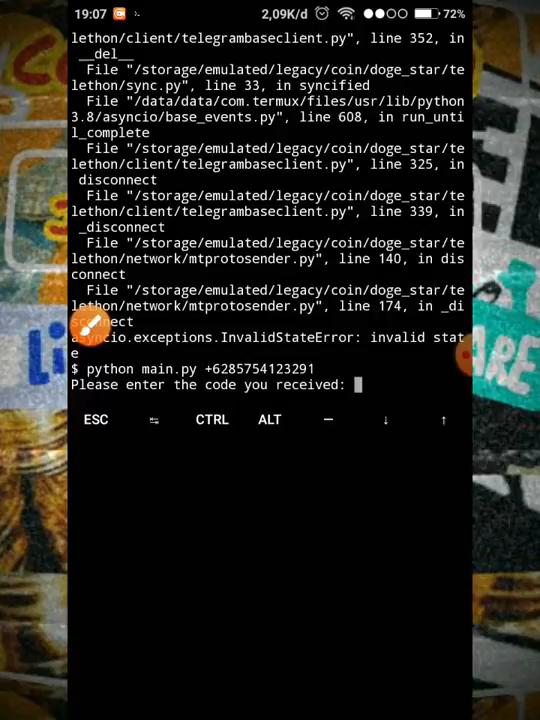 19:07 2,09K/d 72%
lethon/client/telegrambaseclient.py", line 352, in
__del__
File "/storage/emulated/legacy/coin/doge_star/te
lethon/sync.py", line 33, in syncified
File "/data/data/com.termux/files/usr/lib/python
3.8/asyncio/base_events.py", line 608, in run_unti
l_complete
File "/storage/emulated/legacy/coin/doge_star/te
lethon/client/telegrambaseclient.py", line 325, in
disconnect
File "/storage/emulated/legacy/coin/doge_star/te
lethon/client/telegrambaseclient.py", line 339, in
_disconnect
File "/storage/emulated/legacy/coin/doge_star/te
lethon/network/mtprotosender.py", line 140, in dis
connect
File "/storage/emulated/legacy/coin/doge_star/te
lethon/network/mtprotosender.py", line 174, in _di
sconnect
asyncio.exceptions.InvalidStateError: invalid stat
e
$ python main.py +6285754123291
Please enter the code you received:
ESC CTRL ALT – ↓ ↑
ARE